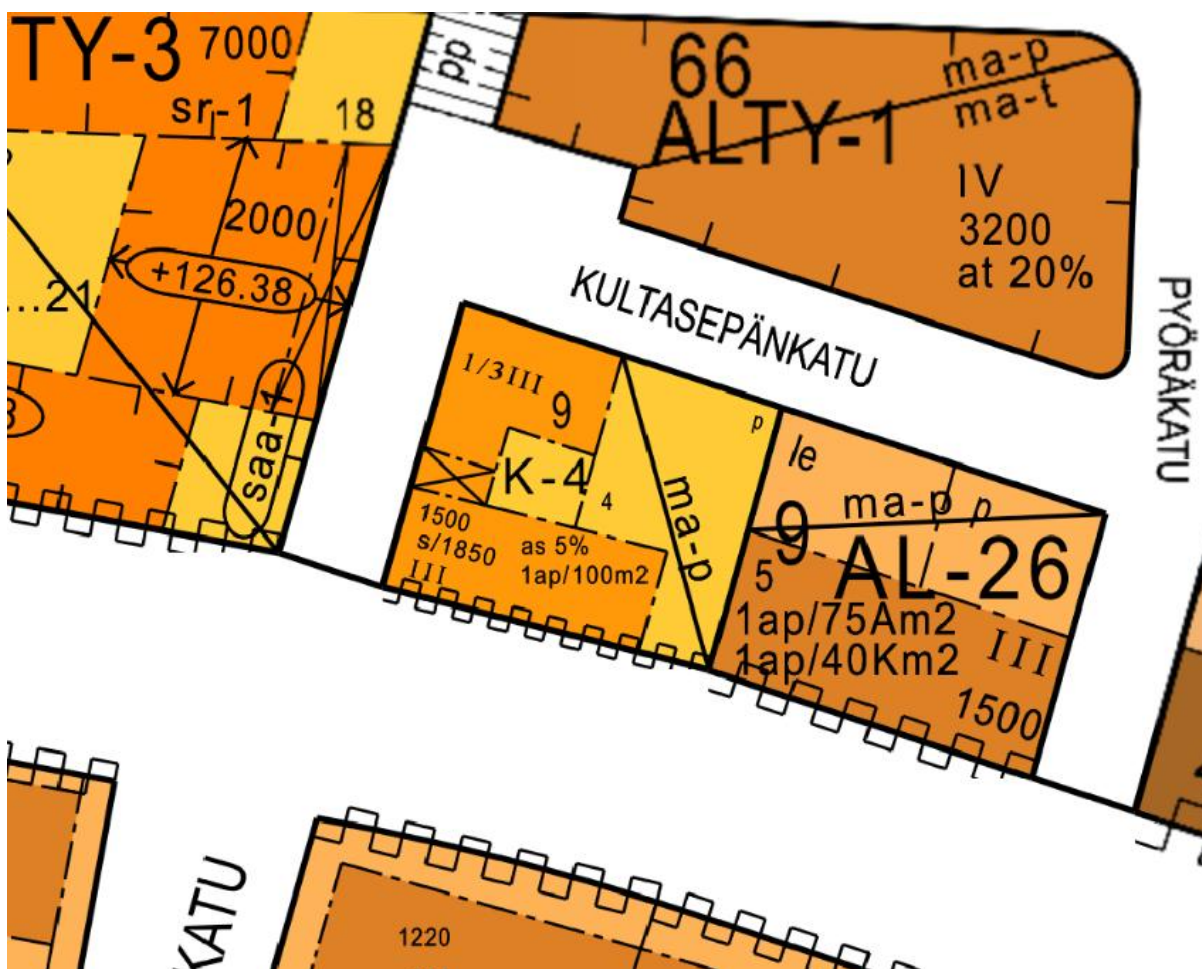 TY-3 7000
sr-1
18
pp
66
ALTY-1
ma-p
ma-t
IV
3200
at 20%
2000
+126.38
...21
3
saa-1
KULTASEPÄNKATU
PYÖRÄKATU
1/3III
9
K-4
4
p
ma-p
1500
s/1850
III
as 5%
1ap/100m2
le
ma-p p
9 AL-26
5
1ap/75Am2
1ap/40Km2
III
1500
KATU
1220